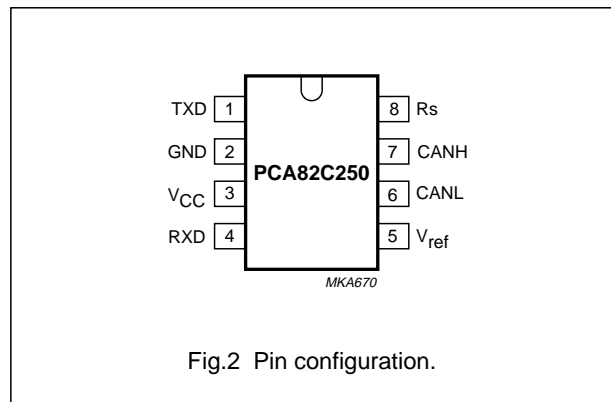 TXD 1 8 Rs
GND 2 7 CANH
PCA82C250
VCC 3 6 CANL
RXD 4 5 Vref
MKA670
Fig.2 Pin configuration.